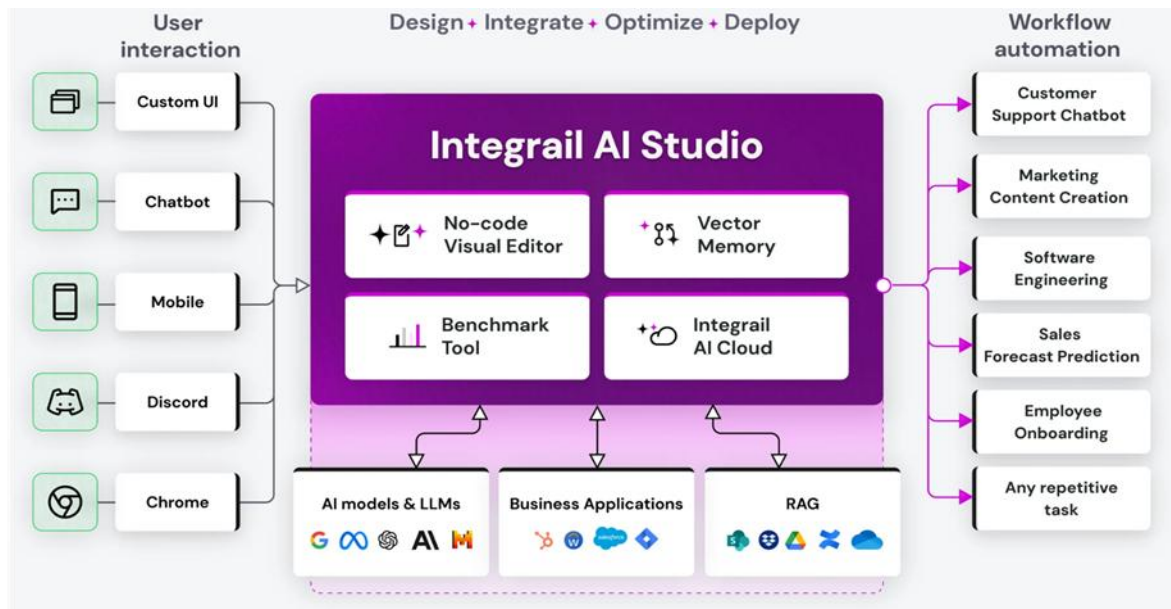 User
interaction
Design + Integrate + Optimize + Deploy
Workflow
automation
Custom UI
Chatbot
Mobile
Discord
Chrome
Integrail AI Studio
No-code
Visual Editor
Vector
Memory
Benchmark
Tool
Integrail
AI Cloud
AI models & LLMs
Business Applications
salesforce
RAG
Customer
Support Chatbot
Marketing
Content Creation
Software
Engineering
Sales
Forecast Prediction
Employee
Onboarding
Any repetitive
task